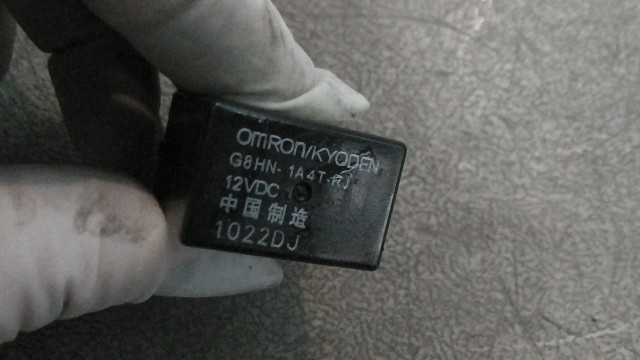 OMRON/KYODEN
G8HN-1A4T-RJ
12VDC
中国制造
1022DJ